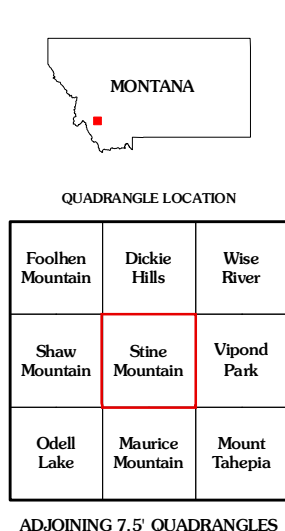 MONTANA
QUADRANGLE LOCATION
Foolhen Mountain
Dickie Hills
Wise River
Shaw Mountain
Stine Mountain
Vipond Park
Odell Lake
Maurice Mountain
Mount Tahepia
ADJOINING 7.5' QUADRANGLES